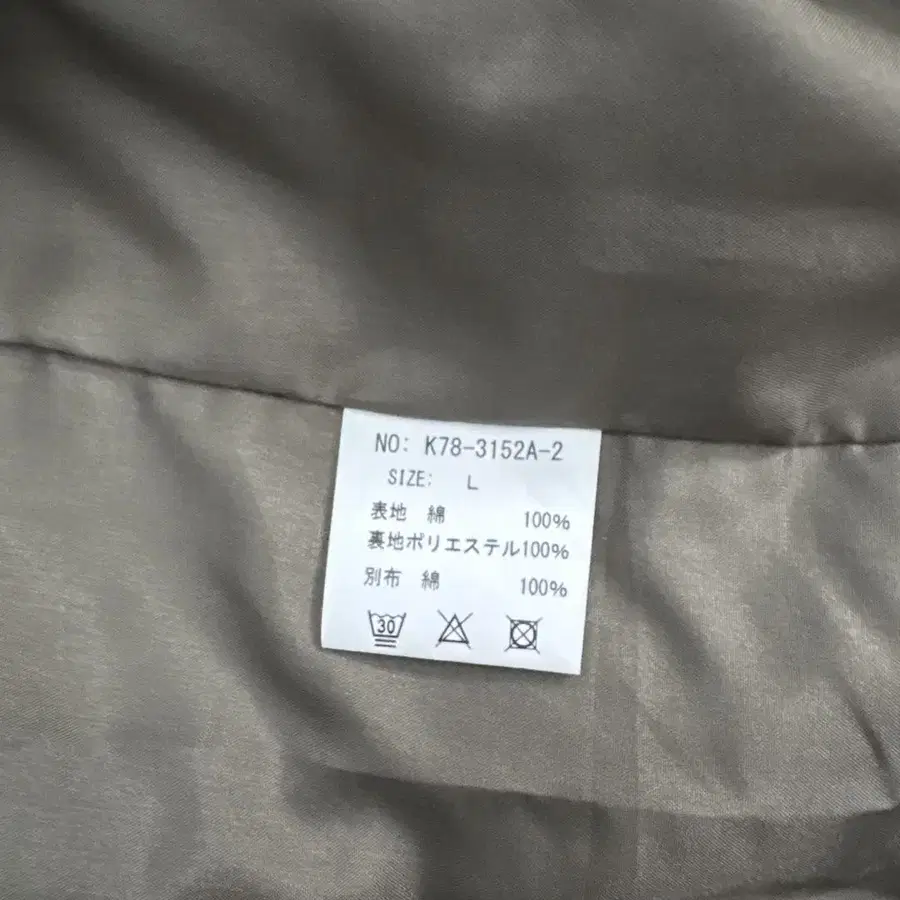 NO: K78-3152A-2
SIZE: L
表地 綿 100%
裏地ポリエステル100%
別布 綿 100%
30